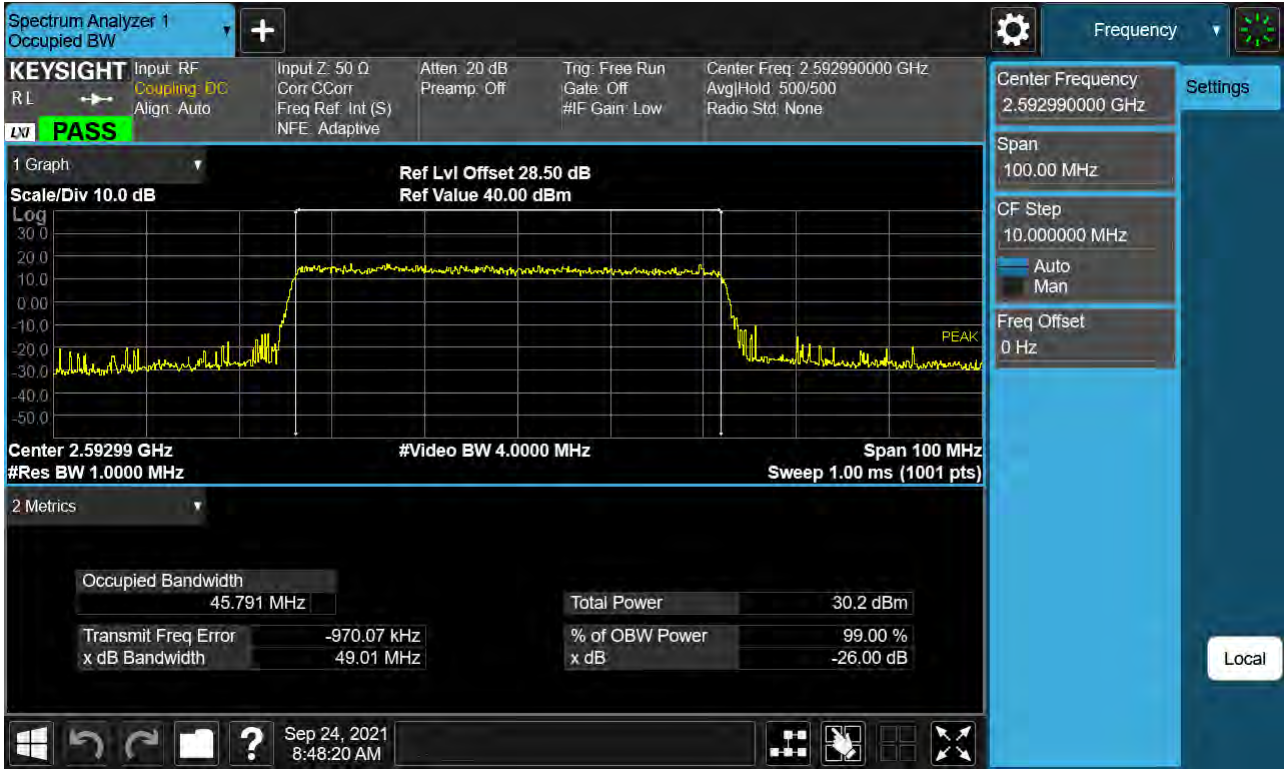 Spectrum Analyzer 1
Occupied BW
+
Frequency
KEYSIGHT
R L
LXI
PASS
Input: RF
Coupling: DC
Align: Auto
Input Z: 50 Ω
Corr CCorr
Freq Ref: Int (S)
NFE: Adaptive
Atten: 20 dB
Preamp: Off
Trig: Free Run
Gate: Off
#IF Gain: Low
Center Freq: 2.592990000 GHz
Avg|Hold: 500/500
Radio Std: None
1 Graph
Scale/Div 10.0 dB
Ref Lvl Offset 28.50 dB
Ref Value 40.00 dBm
Log
30.0
20.0
10.0
0.00
-10.0
-20.0
-30.0
-40.0
-50.0
PEAK
Center 2.59299 GHz
#Video BW 4.0000 MHz
Span 100 MHz
#Res BW 1.0000 MHz
Sweep 1.00 ms (1001 pts)
2 Metrics
Occupied Bandwidth
45.791 MHz
Total Power 30.2 dBm
Transmit Freq Error -970.07 kHz
% of OBW Power 99.00 %
x dB Bandwidth 49.01 MHz
x dB -26.00 dB
Center Frequency
2.592990000 GHz
Settings
Span
100.00 MHz
CF Step
10.000000 MHz
Auto
Man
Freq Offset
0 Hz
Local
?
Sep 24, 2021
8:48:20 AM